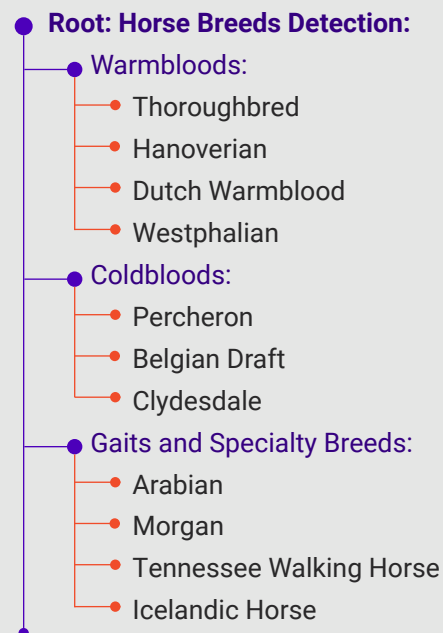 Root: Horse Breeds Detection:
Warmbloods:
Thoroughbred
Hanoverian
Dutch Warmblood
Westphalian
Coldbloods:
Percheron
Belgian Draft
Clydesdale
Gaits and Specialty Breeds:
Arabian
Morgan
Tennessee Walking Horse
Icelandic Horse